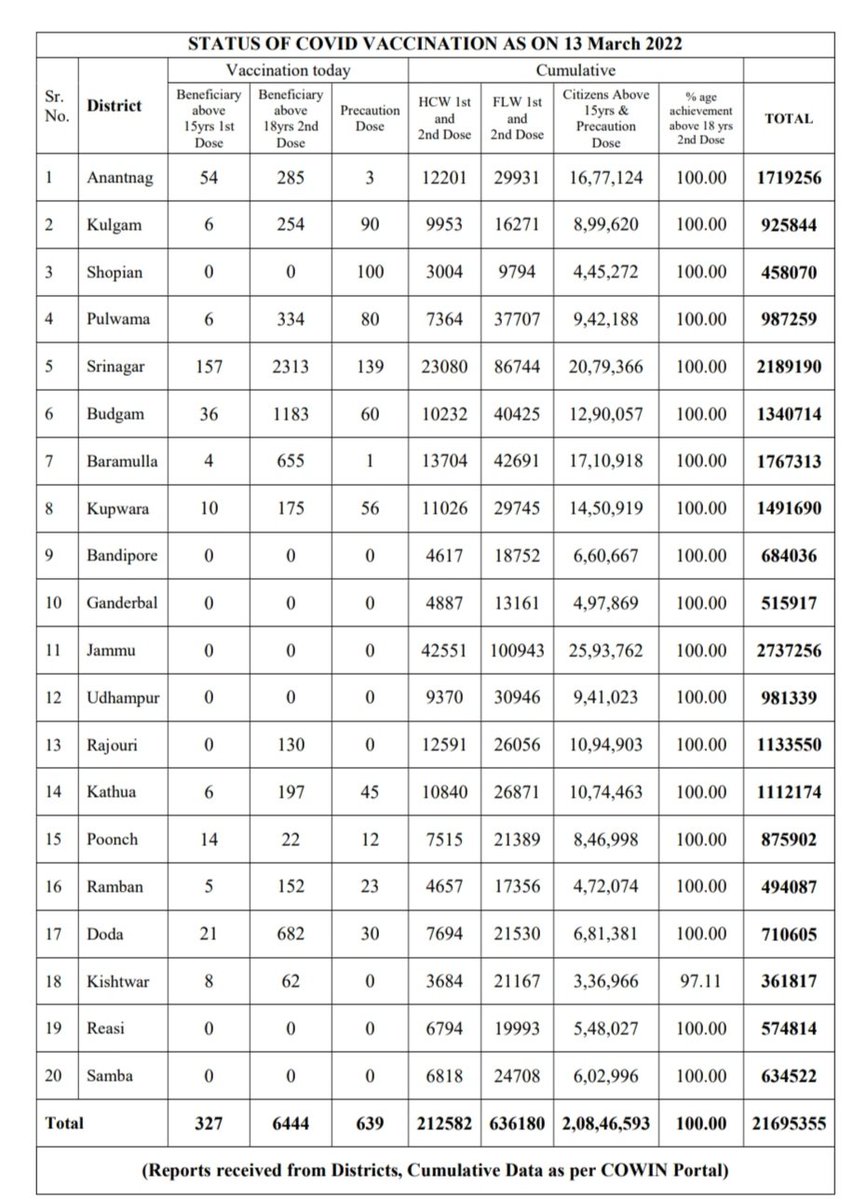 STATUS OF COVID VACCINATION AS ON 13 March 2022
Sr. No. District Vaccination today Cumulative
Beneficiary above 15yrs 1st Dose Beneficiary above 18yrs 2nd Dose Precaution Dose HCW 1st and 2nd Dose FLW 1st and 2nd Dose Citizens Above 15yrs & Precaution Dose % age achievement above 18 yrs 2nd Dose TOTAL
1 Anantnag 54 285 3 12201 29931 16,77,124 100.00 1719256
2 Kulgam 6 254 90 9953 16271 8,99,620 100.00 925844
3 Shopian 0 0 100 3004 9794 4,45,272 100.00 458070
4 Pulwama 6 334 80 7364 37707 9,42,188 100.00 987259
5 Srinagar 157 2313 139 23080 86744 20,79,366 100.00 2189190
6 Budgam 36 1183 60 10232 40425 12,90,057 100.00 1340714
7 Baramulla 4 655 1 13704 42691 17,10,918 100.00 1767313
8 Kupwara 10 175 56 11026 29745 14,50,919 100.00 1491690
9 Bandipore 0 0 0 4617 18752 6,60,667 100.00 684036
10 Ganderbal 0 0 0 4887 13161 4,97,869 100.00 515917
11 Jammu 0 0 0 42551 100943 25,93,762 100.00 2737256
12 Udhampur 0 0 0 9370 30946 9,41,023 100.00 981339
13 Rajouri 0 130 0 12591 26056 10,94,903 100.00 1133550
14 Kathua 6 197 45 10840 26871 10,74,463 100.00 1112174
15 Poonch 14 22 12 7515 21389 8,46,998 100.00 875902
16 Ramban 5 152 23 4657 17356 4,72,074 100.00 494087
17 Doda 21 682 30 7694 21530 6,81,381 100.00 710605
18 Kishtwar 8 62 0 3684 21167 3,36,966 97.11 361817
19 Reasi 0 0 0 6794 19993 5,48,027 100.00 574814
20 Samba 0 0 0 6818 24708 6,02,996 100.00 634522
Total 327 6444 639 212582 636180 2,08,46,593 100.00 21695355
(Reports received from Districts, Cumulative Data as per COWIN Portal)